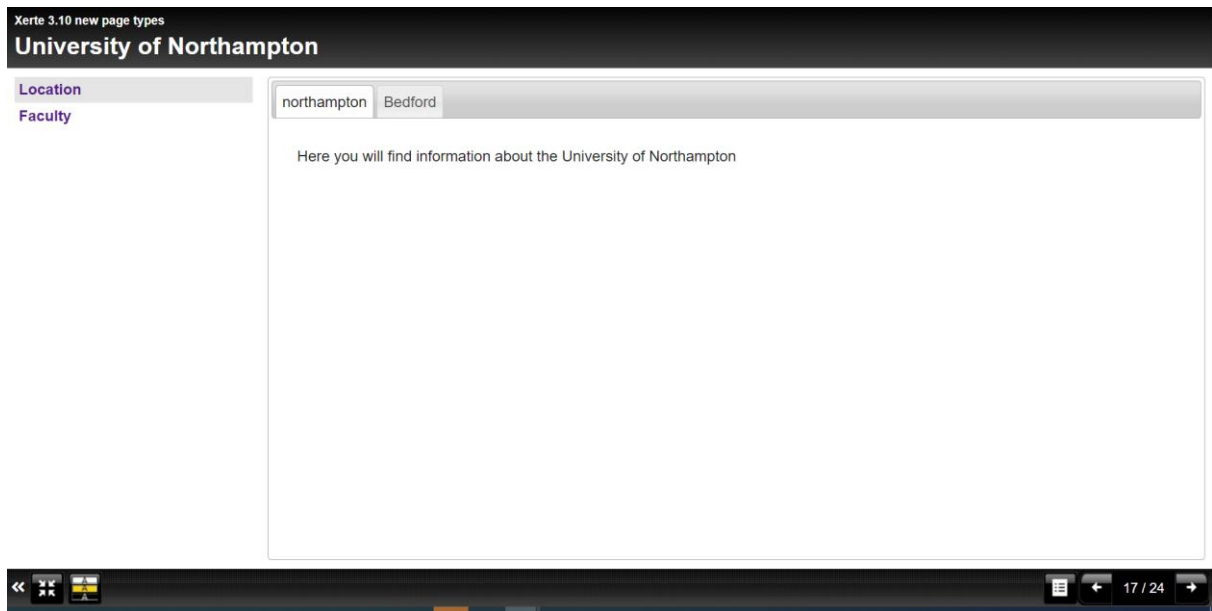 Xerte 3.10 new page types
University of Northampton
Location
Faculty
northampton Bedford
Here you will find information about the University of Northampton
«
A
A
A
17 / 24